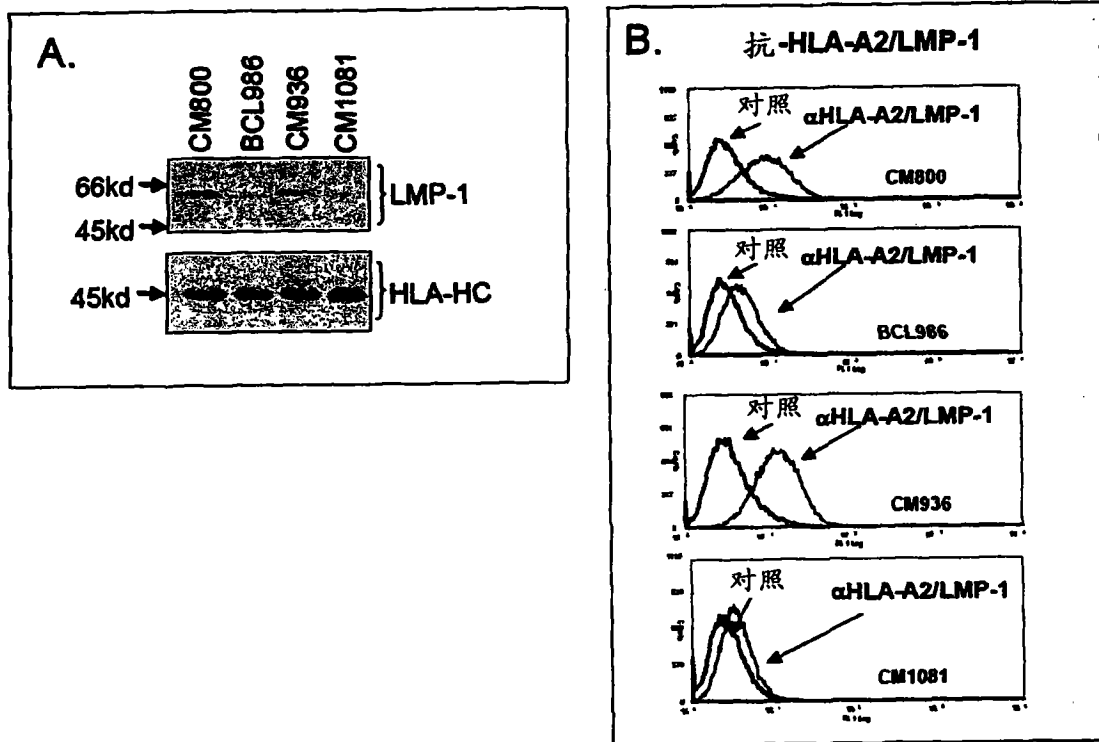 A.
CM800
BCL986
CM936
CM1081
66kd
LMP-1
45kd
45kd
HLA-HC
B.
抗-HLA-A2/LMP-1
对照
αHLA-A2/LMP-1
CM800
对照
αHLA-A2/LMP-1
BCL986
对照
αHLA-A2/LMP-1
CM936
对照
αHLA-A2/LMP-1
CM1081